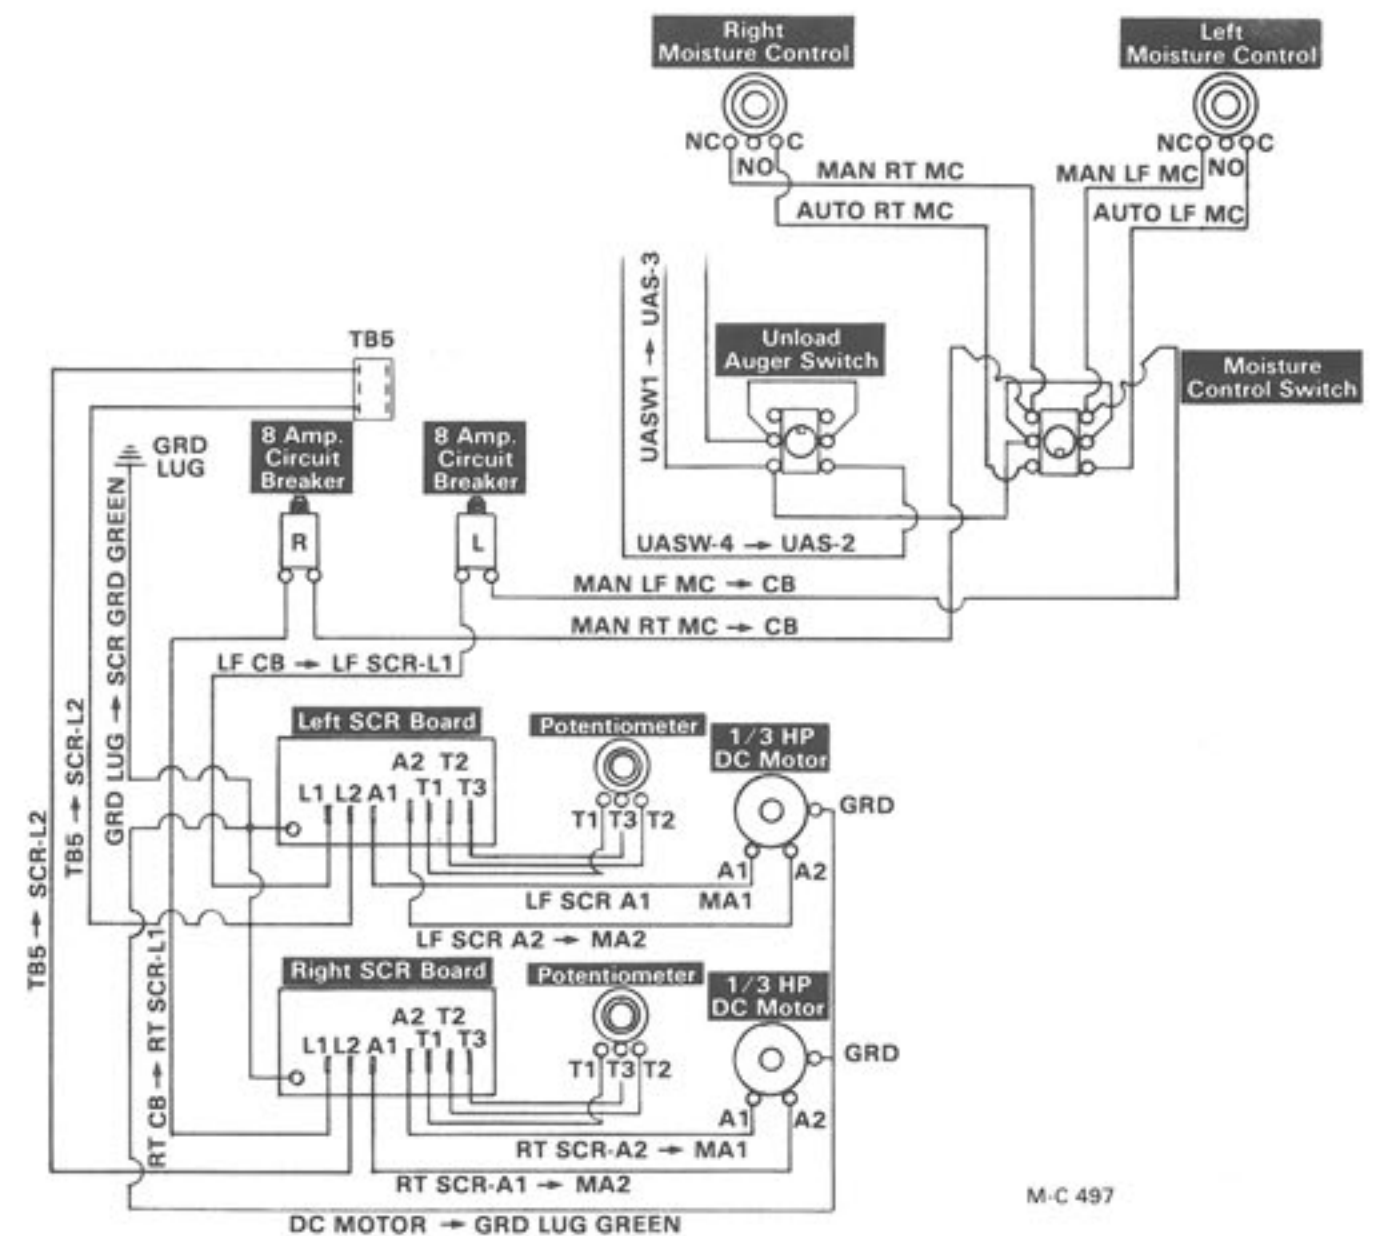 Right
Moisture Control
Left
Moisture Control
NC
C
NO
NC
C
NO
MAN RT MC
MAN LF MC
AUTO RT MC
AUTO LF MC
UASW1 → UAS-3
TB5
Unload
Auger Switch
Moisture
Control Switch
GRD
LUG
8 Amp.
Circuit
Breaker
8 Amp.
Circuit
Breaker
R
L
UASW-4 → UAS-2
MAN LF MC → CB
MAN RT MC → CB
LF CB → LF SCR-L1
GRD LUG → SCR GRD GREEN
TB5 → SCR-L2
TB5 → SCR-L2
Left SCR Board
Potentiometer
1/3 HP
DC Motor
A2 T2
L1 L2 A1 T1 T3
T1 T3 T2
GRD
A1
A2
LF SCR A1
MA1
LF SCR A2 → MA2
RT CB → RT SCR-L1
Right SCR Board
Potentiometer
1/3 HP
DC Motor
A2 T2
L1 L2 A1 T1 T3
T1 T3 T2
GRD
A1
A2
RT SCR-A2 → MA1
RT SCR-A1 → MA2
DC MOTOR → GRD LUG GREEN
M-C 497